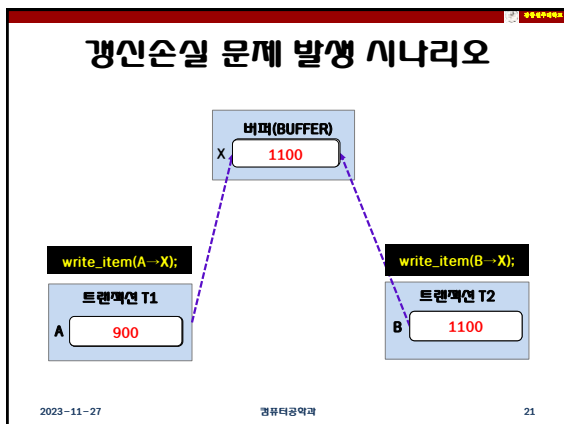 갱신손실 문제 발생 시나리오
버퍼(BUFFER)
X 1100
write_item(A→X);
write_item(B→X);
트랜잭션 T1
트랜잭션 T2
A 900
B 1100
2023-11-27 컴퓨터공학과 21